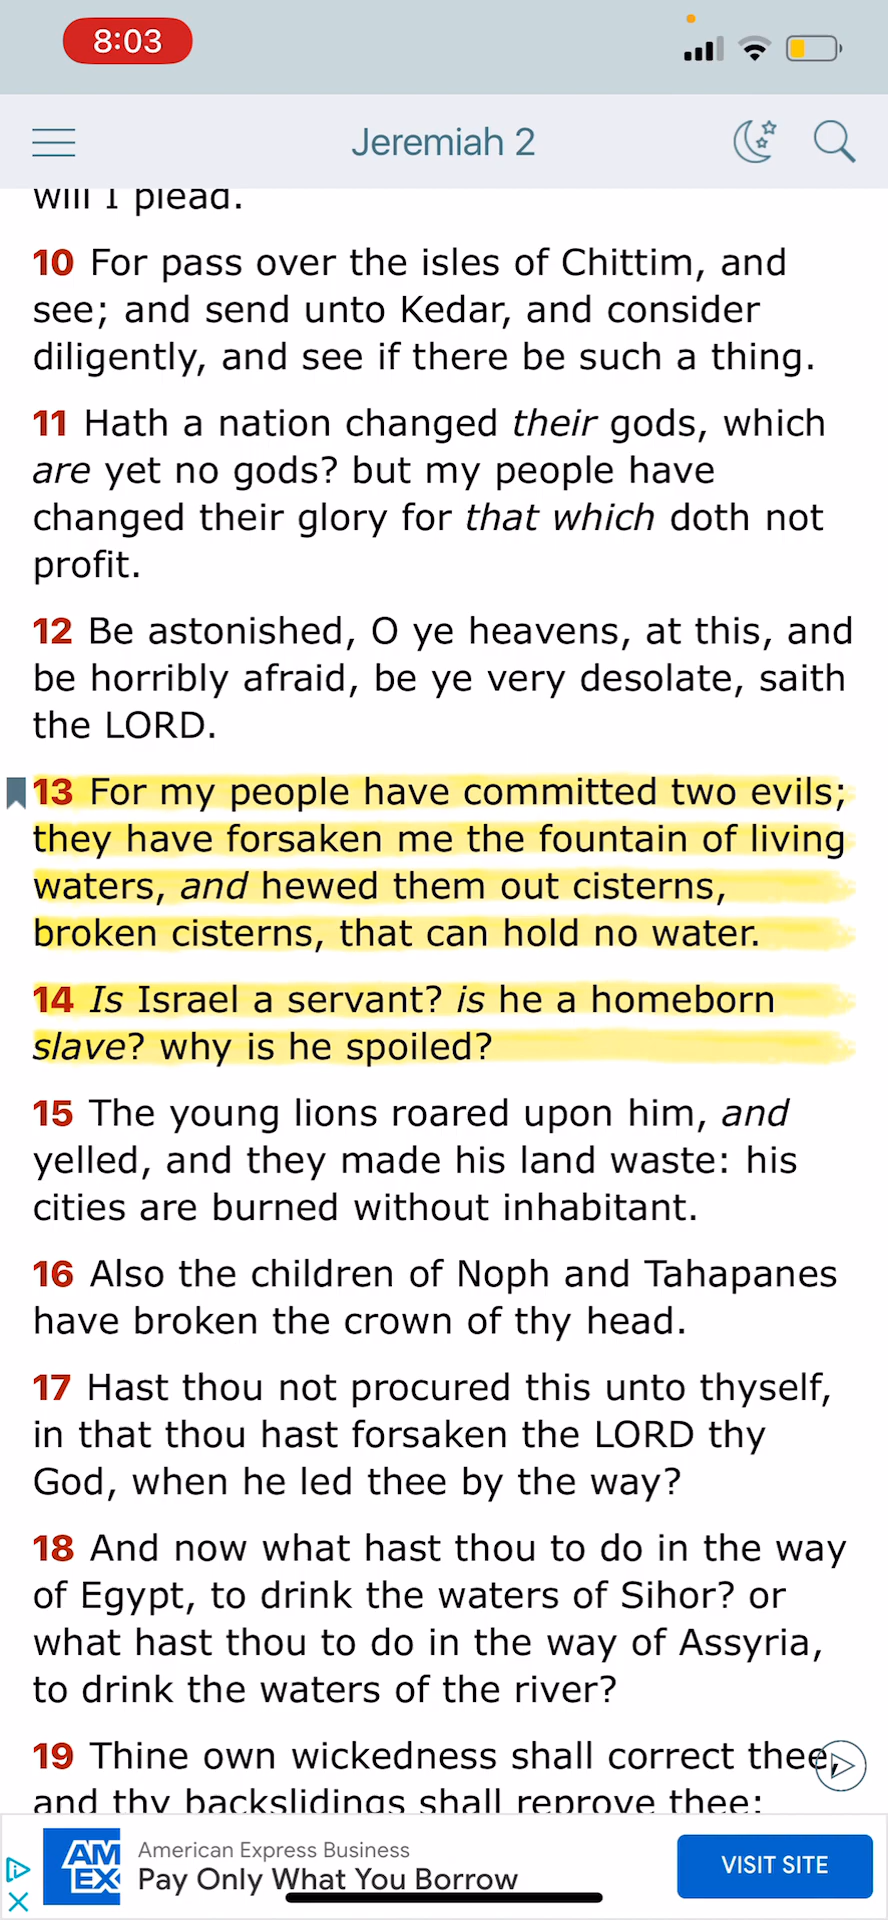 8:03
Jeremiah 2
will I plead.
10 For pass over the isles of Chittim, and
see; and send unto Kedar, and consider
diligently, and see if there be such a thing.
11 Hath a nation changed their gods, which
are yet no gods? but my people have
changed their glory for that which doth not
profit.
12 Be astonished, O ye heavens, at this, and
be horribly afraid, be ye very desolate, saith
the LORD.
13 For my people have committed two evils;
they have forsaken me the fountain of living
waters, and hewed them out cisterns,
broken cisterns, that can hold no water.
14 Is Israel a servant? is he a homeborn
slave? why is he spoiled?
15 The young lions roared upon him, and
yelled, and they made his land waste: his
cities are burned without inhabitant.
16 Also the children of Noph and Tahapanes
have broken the crown of thy head.
17 Hast thou not procured this unto thyself,
in that thou hast forsaken the LORD thy
God, when he led thee by the way?
18 And now what hast thou to do in the way
of Egypt, to drink the waters of Sihor? or
what hast thou to do in the way of Assyria,
to drink the waters of the river?
19 Thine own wickedness shall correct thee,
and thy backslidings shall reprove thee:
AM
EX
American Express Business
Pay Only What You Borrow
VISIT SITE